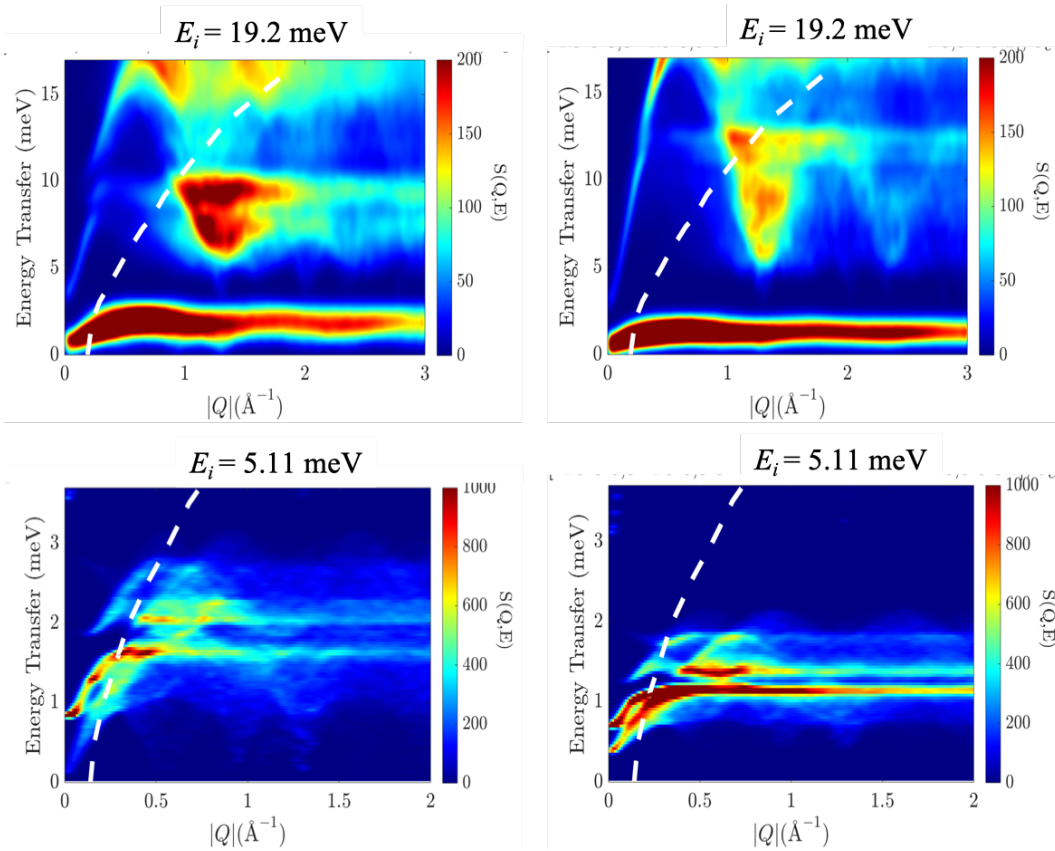 E_i = 19.2 meV
Energy Transfer (meV)
15
10
5
0
0 1 2 3
|Q|(Å⁻¹)
200
150
100
50
0
S(Q,E)
E_i = 19.2 meV
Energy Transfer (meV)
15
10
5
0
0 1 2 3
|Q|(Å⁻¹)
200
150
100
50
0
S(Q,E)
E_i = 5.11 meV
Energy Transfer (meV)
3
2
1
0
0 0.5 1 1.5 2
|Q|(Å⁻¹)
1000
800
600
400
200
0
S(Q,E)
E_i = 5.11 meV
Energy Transfer (meV)
3
2
1
0
0 0.5 1 1.5 2
|Q|(Å⁻¹)
1000
800
600
400
200
0
S(Q,E)